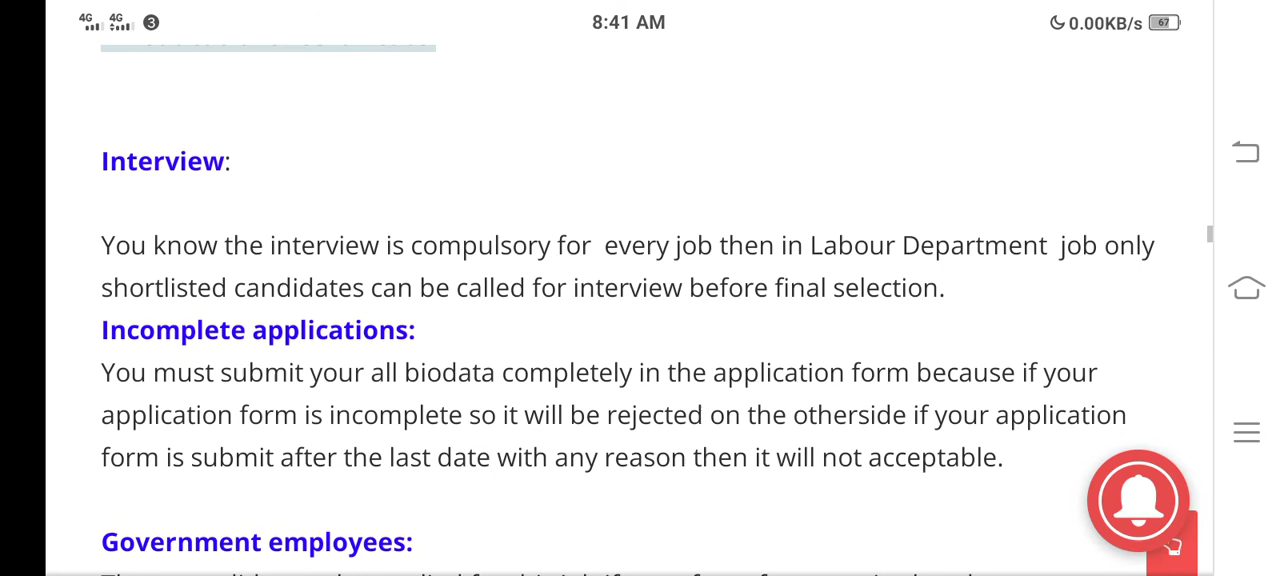 4G 4G 3 8:41 AM 0.00KB/s 67
Interview:
You know the interview is compulsory for every job then in Labour Department job only
shortlisted candidates can be called for interview before final selection.
Incomplete applications:
You must submit your all biodata completely in the application form because if your
application form is incomplete so it will be rejected on the otherside if your application
form is submit after the last date with any reason then it will not acceptable.
Government employees: